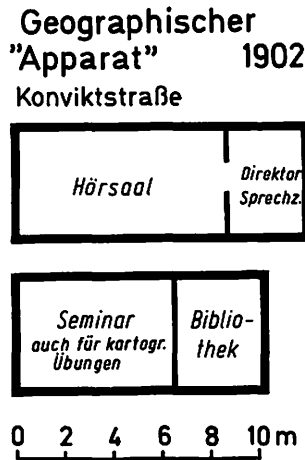 Geographischer
"Apparat" 1902
Konviktstraße
Hörsaal
Direktor
Sprechz.
Seminar
auch für kartogr.
Übungen
Biblio-
thek
0 2 4 6 8 10 m